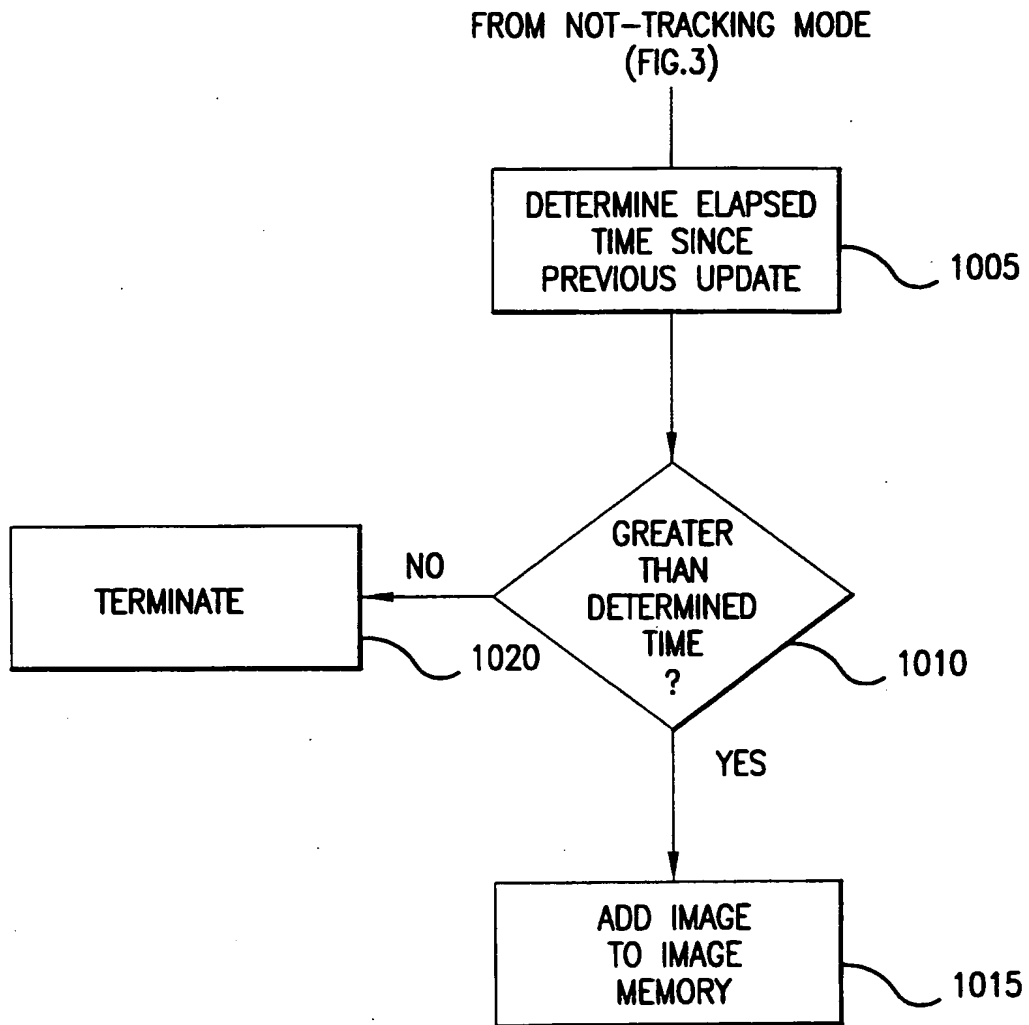 FROM NOT-TRACKING MODE
(FIG.3)
DETERMINE ELAPSED
TIME SINCE
PREVIOUS UPDATE
1005
GREATER
THAN
DETERMINED
TIME
?
1010
NO
TERMINATE
1020
YES
ADD IMAGE
TO IMAGE
MEMORY
1015